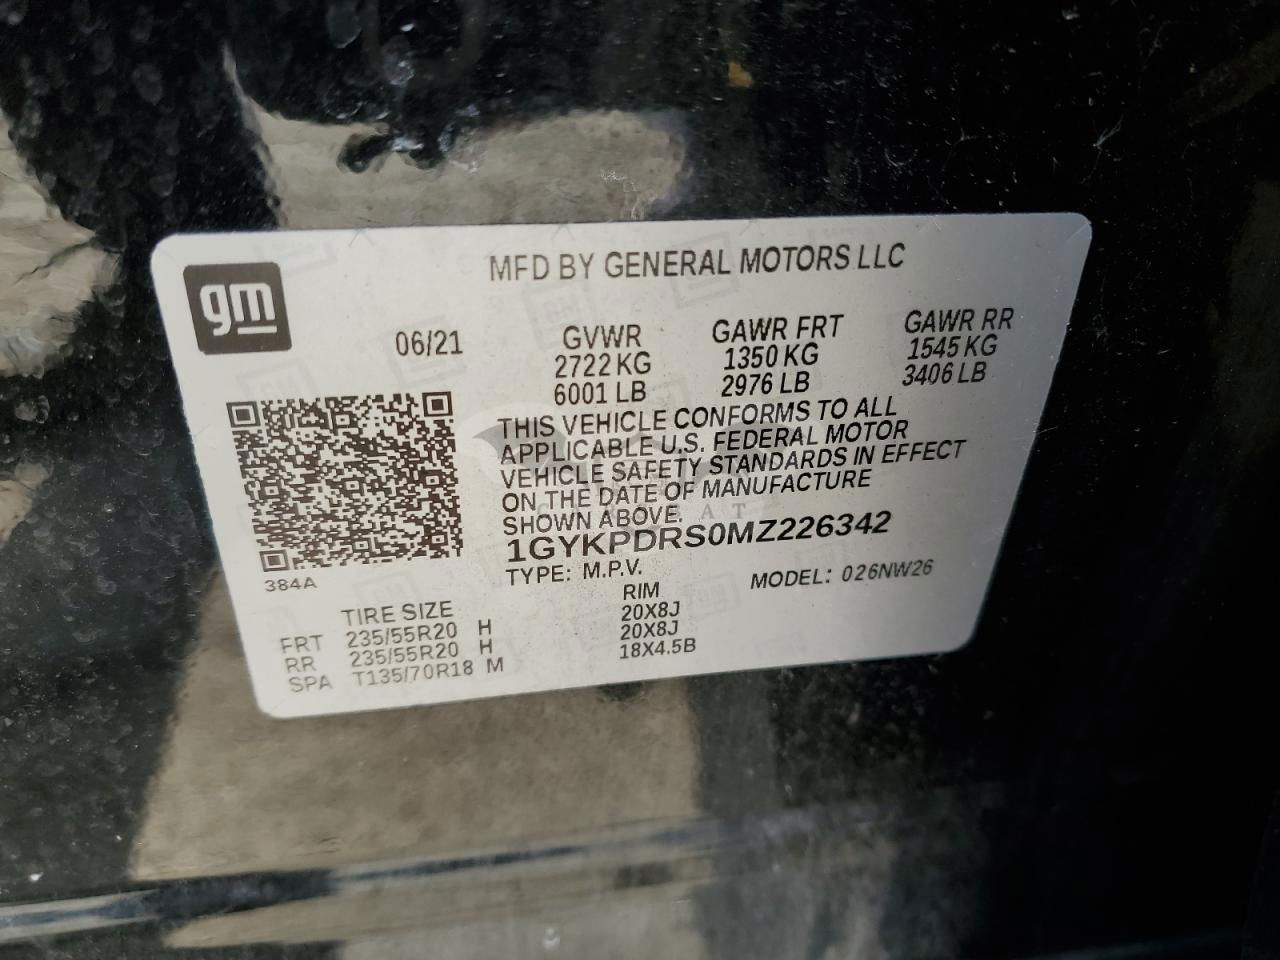 MFD BY GENERAL MOTORS LLC
gm
06/21
GVWR GAWR FRT GAWR RR
2722 KG 1350 KG 1545 KG
6001 LB 2976 LB 3406 LB
THIS VEHICLE CONFORMS TO ALL
APPLICABLE U.S. FEDERAL MOTOR
VEHICLE SAFETY STANDARDS IN EFFECT
ON THE DATE OF MANUFACTURE
SHOWN ABOVE.
1GYKPDRS0MZ226342
TYPE: M.P.V. MODEL: 026NW26
384A
TIRE SIZE RIM
FRT 235/55R20 H 20X8J
RR 235/55R20 H 20X8J
SPA T135/70R18 M 18X4.5B